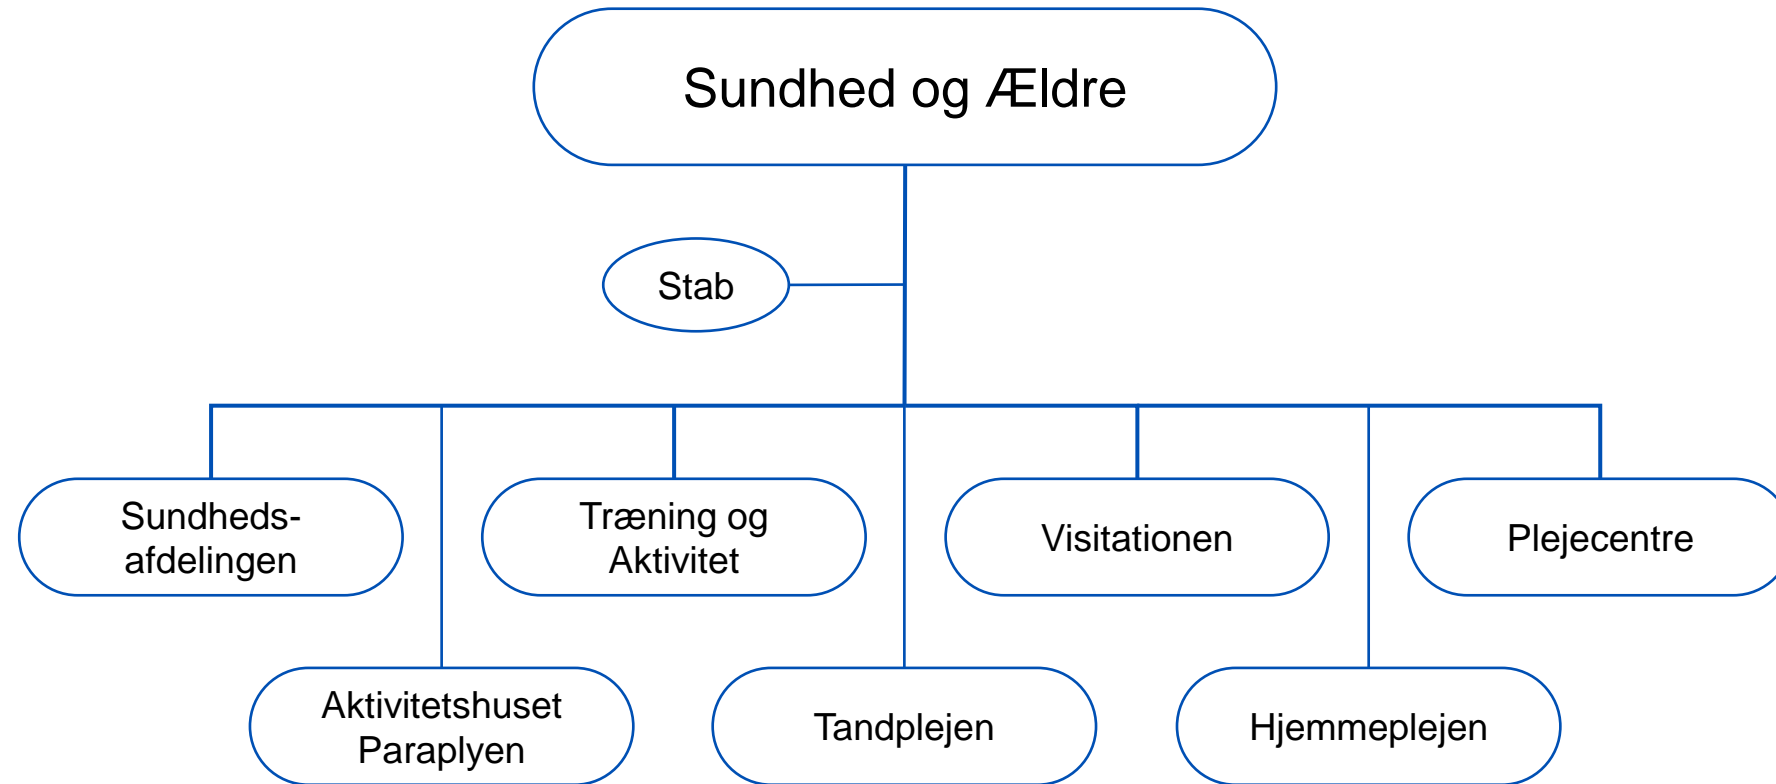 Sundhed og Ældre
Stab
Sundheds-
afdelingen
Træning og
Aktivitet
Visitationen
Plejecentre
Aktivitetshuset
Paraplyen
Tandplejen
Hjemmeplejen